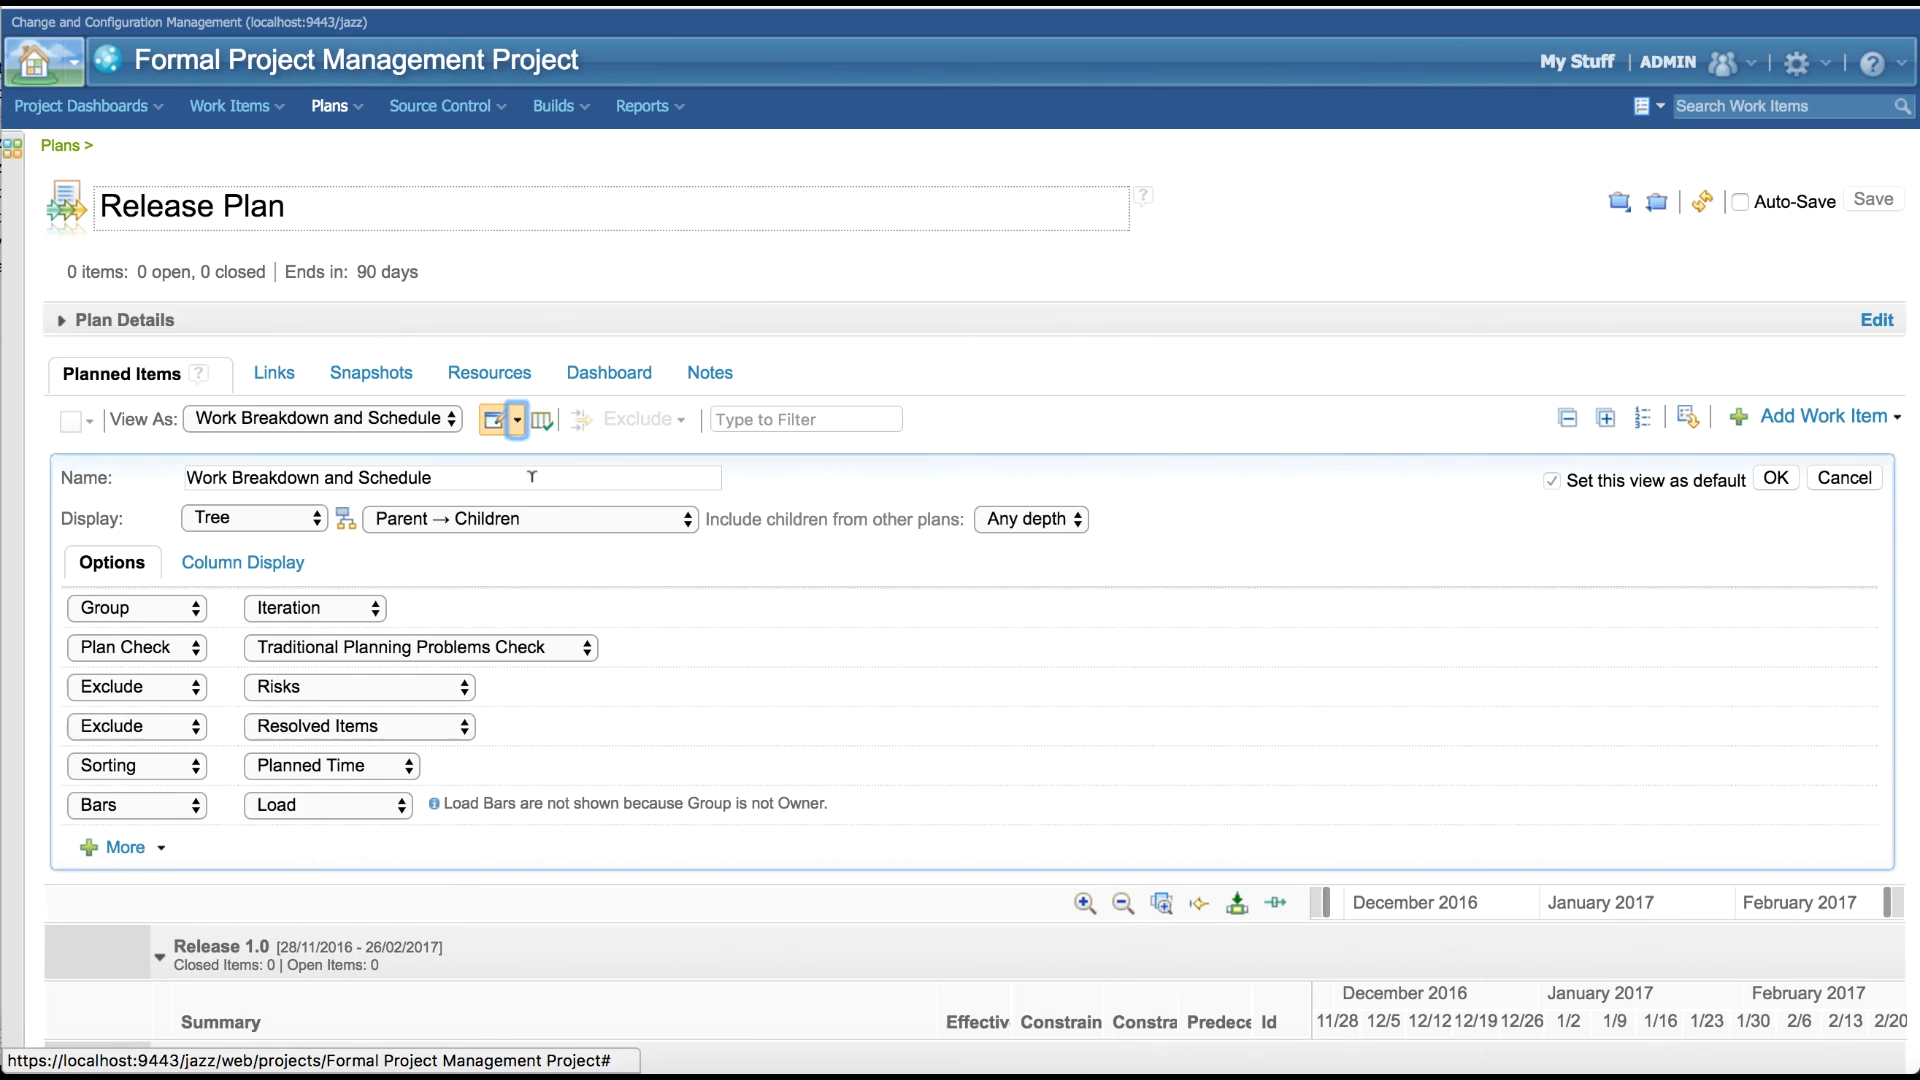 Change and Configuration Management (localhost:9443/jazz)
Formal Project Management Project
My Stuff | ADMIN
Project Dashboards Work Items Plans Source Control Builds Reports Search Work Items
Plans >
Release Plan ?
Auto-Save Save
0 items: 0 open, 0 closed | Ends in: 90 days
Plan Details Edit
Planned Items ? Links Snapshots Resources Dashboard Notes
View As: Work Breakdown and Schedule Exclude Type to Filter Add Work Item
Name: Work Breakdown and Schedule Set this view as default OK Cancel
Display: Tree Parent → Children Include children from other plans: Any depth
Options Column Display
Group Iteration
Plan Check Traditional Planning Problems Check
Exclude Risks
Exclude Resolved Items
Sorting Planned Time
Bars Load Load Bars are not shown because Group is not Owner.
More
December 2016 January 2017 February 2017
Release 1.0 [28/11/2016 - 26/02/2017]
Closed Items: 0 | Open Items: 0
December 2016 January 2017 February 2017
Summary Effectiv Constrain Constra Predece Id 11/28 12/5 12/12 12/19 12/26 1/2 1/9 1/16 1/23 1/30 2/6 2/13 2/20
https://localhost:9443/jazz/web/projects/Formal Project Management Project#